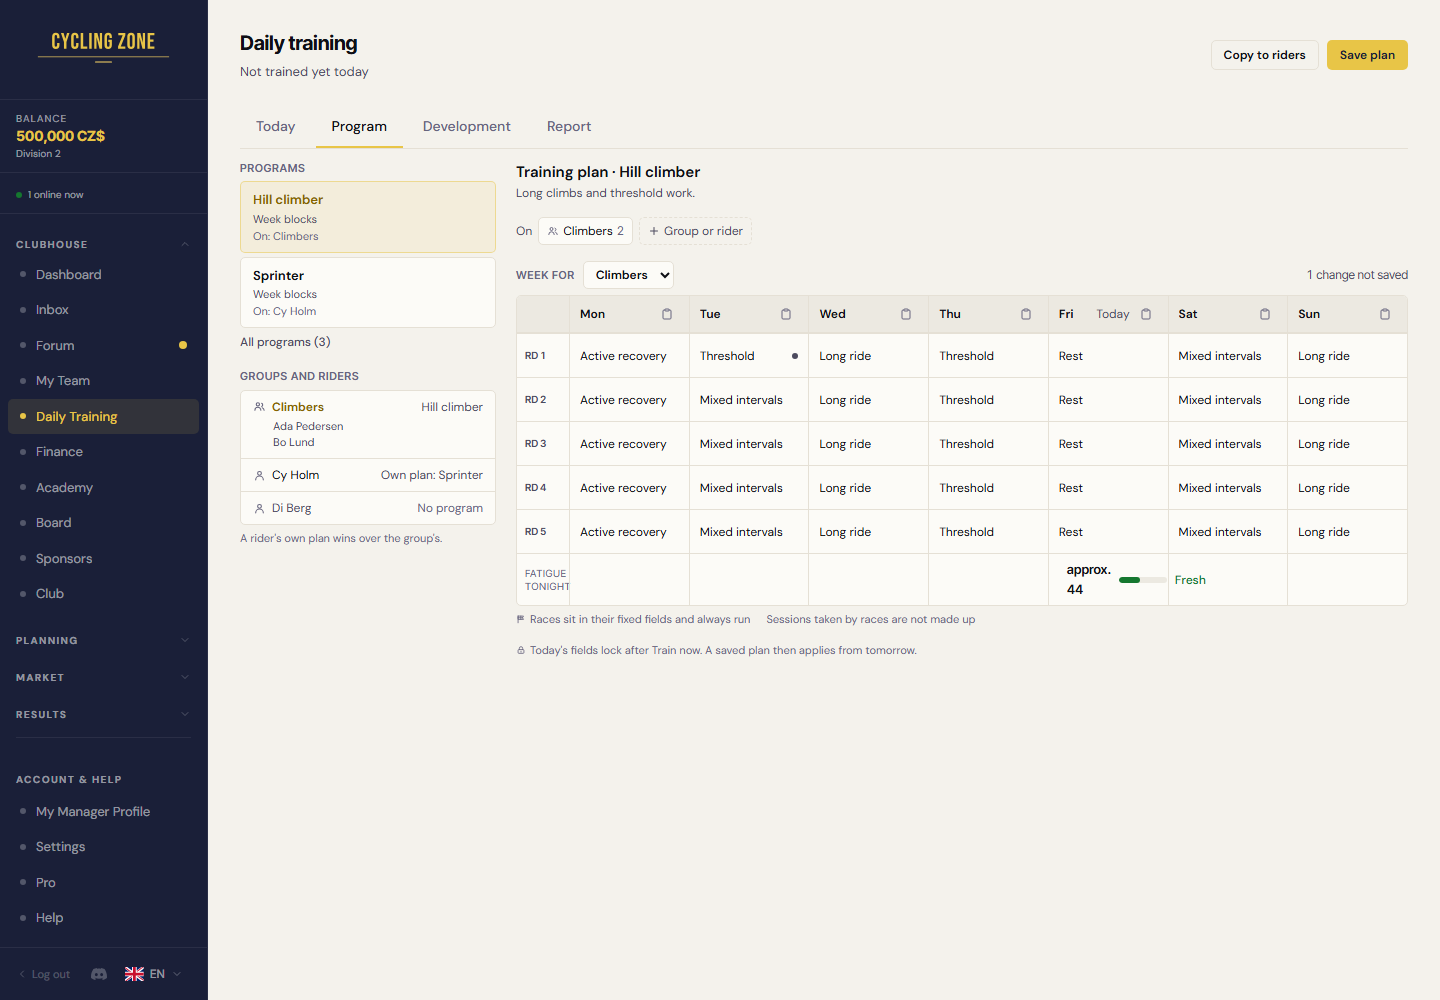 CYCLING ZONE
BALANCE
500,000 CZ$
Division 2
1 online now
CLUBHOUSE
Dashboard
Inbox
Forum
My Team
Daily Training
Finance
Academy
Board
Sponsors
Club
PLANNING
MARKET
RESULTS
ACCOUNT & HELP
My Manager Profile
Settings
Pro
Help
Log out
EN
Daily training
Not trained yet today
Copy to riders
Save plan
Today
Program
Development
Report
PROGRAMS
Hill climber
Week blocks
On: Climbers
Sprinter
Week blocks
On: Cy Holm
All programs (3)
GROUPS AND RIDERS
Climbers Hill climber
Ada Pedersen
Bo Lund
Cy Holm Own plan: Sprinter
Di Berg No program
A rider's own plan wins over the group's.
Training plan · Hill climber
Long climbs and threshold work.
On Climbers 2 + Group or rider
WEEK FOR Climbers 1 change not saved
Mon Tue Wed Thu Fri Today Sat Sun
RD 1 Active recovery Threshold Long ride Threshold Rest Mixed intervals Long ride
RD 2 Active recovery Mixed intervals Long ride Threshold Rest Mixed intervals Long ride
RD 3 Active recovery Mixed intervals Long ride Threshold Rest Mixed intervals Long ride
RD 4 Active recovery Mixed intervals Long ride Threshold Rest Mixed intervals Long ride
RD 5 Active recovery Mixed intervals Long ride Threshold Rest Mixed intervals Long ride
FATIGUE TONIGHT approx. 44 Fresh
Races sit in their fixed fields and always run Sessions taken by races are not made up
Today's fields lock after Train now. A saved plan then applies from tomorrow.